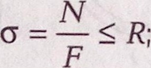 σ = N/F ≤ R;